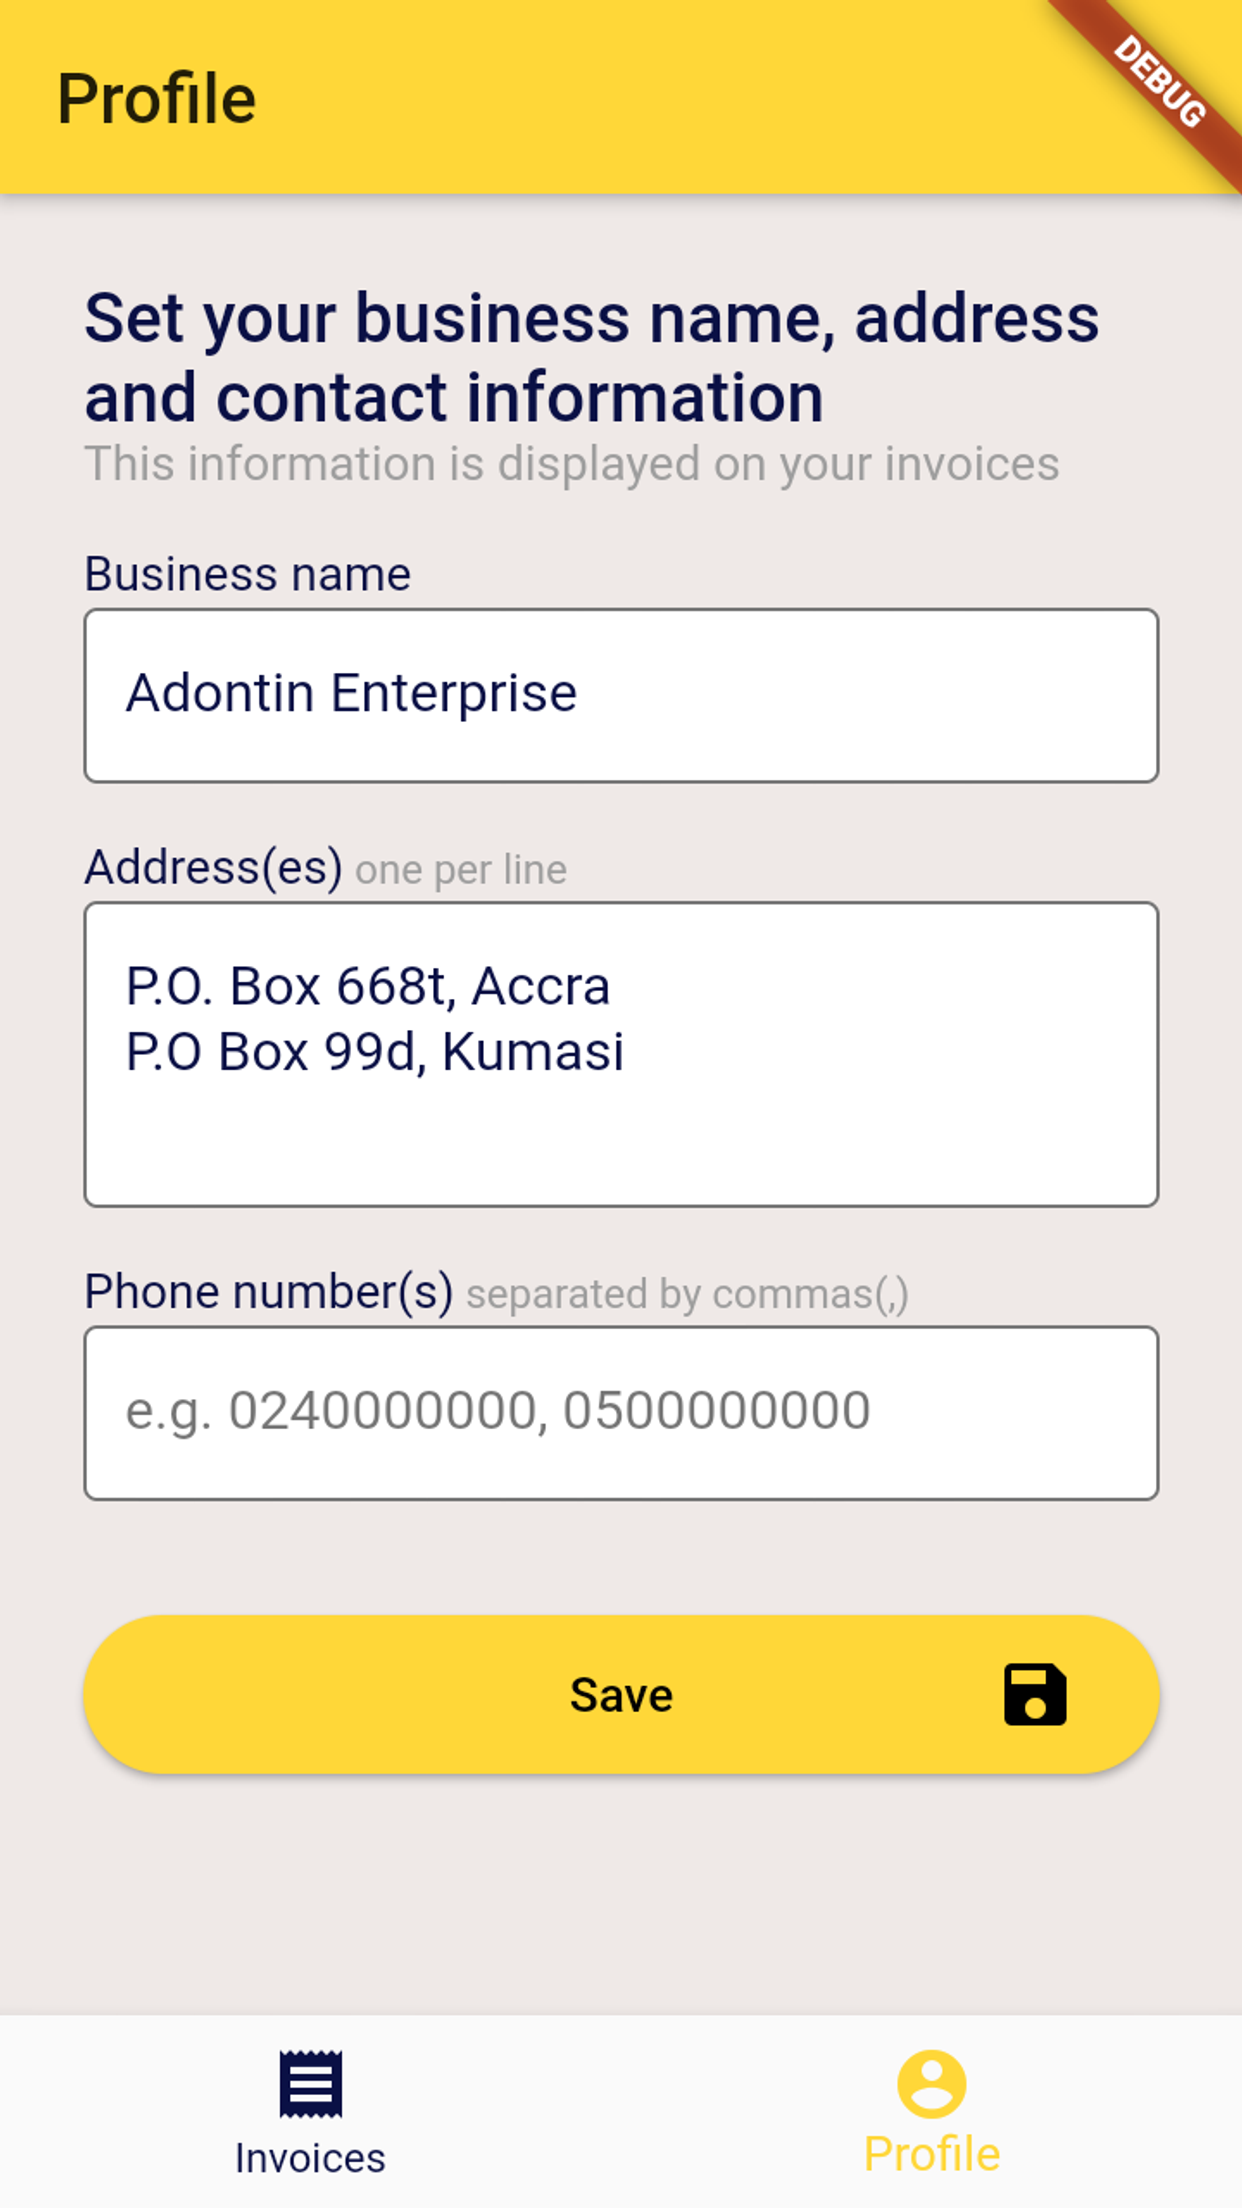 Profile
DEBUG
Set your business name, address
and contact information
This information is displayed on your invoices
Business name
Adontin Enterprise
Address(es) one per line
P.O. Box 668t, Accra
P.O Box 99d, Kumasi
Phone number(s) separated by commas(,)
e.g. 0240000000, 0500000000
Save
Invoices
Profile